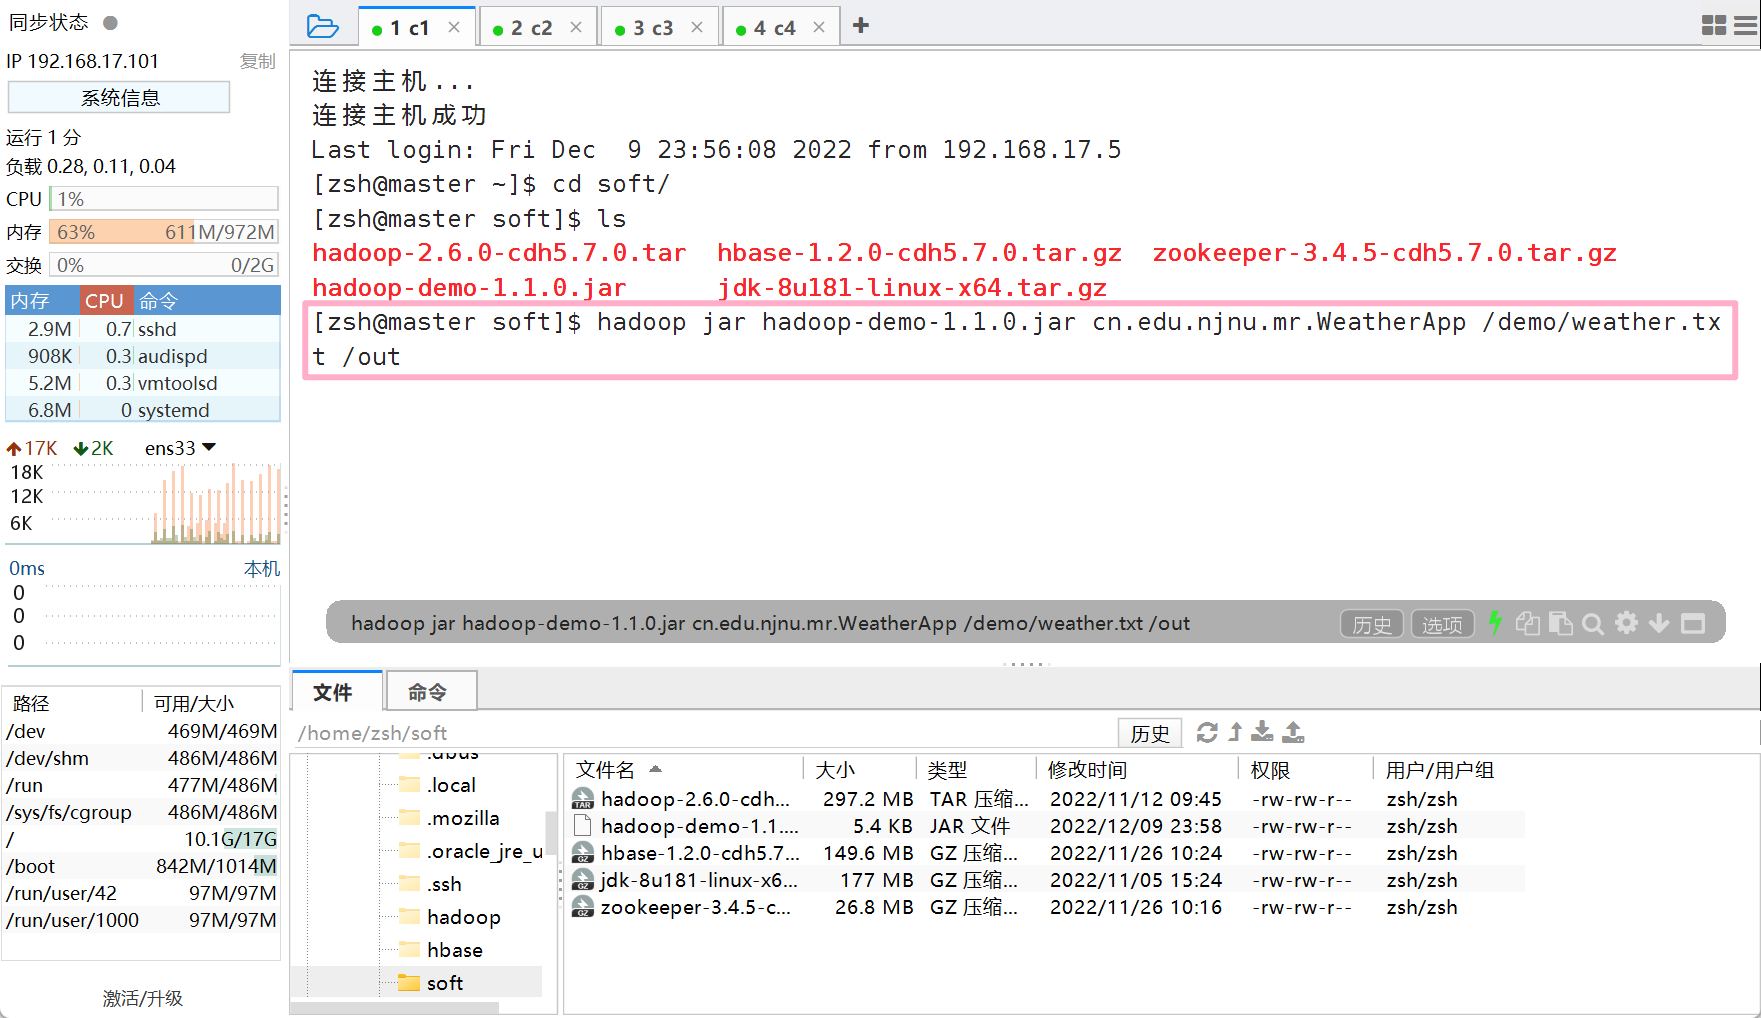 同步状态
IP 192.168.17.101 复制
系统信息
运行 1 分
负载 0.28, 0.11, 0.04
CPU 1%
内存 63% 611M/972M
交换 0% 0/2G
内存 CPU 命令
2.9M 0.7 sshd
908K 0.3 audispd
5.2M 0.3 vmtoolsd
6.8M 0 systemd
17K 2K ens33
18K
12K
6K
0ms 本机
0
0
0
路径 可用/大小
/dev 469M/469M
/dev/shm 486M/486M
/run 477M/486M
/sys/fs/cgroup 486M/486M
/ 10.1G/17G
/boot 842M/1014M
/run/user/42 97M/97M
/run/user/1000 97M/97M
激活/升级
1 c1 2 c2 3 c3 4 c4
连接主机...
连接主机成功
Last login: Fri Dec  9 23:56:08 2022 from 192.168.17.5
[zsh@master ~]$ cd soft/
[zsh@master soft]$ ls
hadoop-2.6.0-cdh5.7.0.tar hbase-1.2.0-cdh5.7.0.tar.gz zookeeper-3.4.5-cdh5.7.0.tar.gz
hadoop-demo-1.1.0.jar jdk-8u181-linux-x64.tar.gz
[zsh@master soft]$ hadoop jar hadoop-demo-1.1.0.jar cn.edu.njnu.mr.WeatherApp /demo/weather.tx
t /out
hadoop jar hadoop-demo-1.1.0.jar cn.edu.njnu.mr.WeatherApp /demo/weather.txt /out 历史 选项
文件 命令
/home/zsh/soft 历史
.dbus
.local
.mozilla
.oracle_jre_u
.ssh
hadoop
hbase
soft
文件名 大小 类型 修改时间 权限 用户/用户组
hadoop-2.6.0-cdh... 297.2 MB TAR 压缩... 2022/11/12 09:45 -rw-rw-r-- zsh/zsh
hadoop-demo-1.1.... 5.4 KB JAR 文件 2022/12/09 23:58 -rw-rw-r-- zsh/zsh
hbase-1.2.0-cdh5.7... 149.6 MB GZ 压缩... 2022/11/26 10:24 -rw-rw-r-- zsh/zsh
jdk-8u181-linux-x6... 177 MB GZ 压缩... 2022/11/05 15:24 -rw-rw-r-- zsh/zsh
zookeeper-3.4.5-c... 26.8 MB GZ 压缩... 2022/11/26 10:16 -rw-rw-r-- zsh/zsh